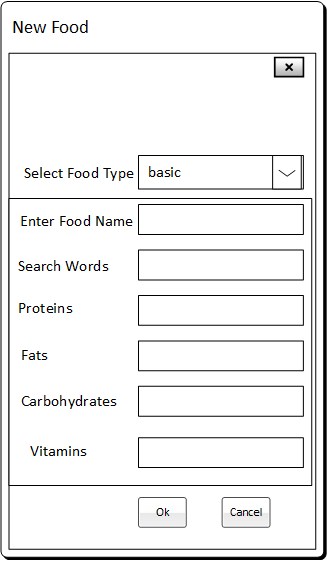 New Food
Select Food Type basic
Enter Food Name
Search Words
Proteins
Fats
Carbohydrates
Vitamins
Ok Cancel